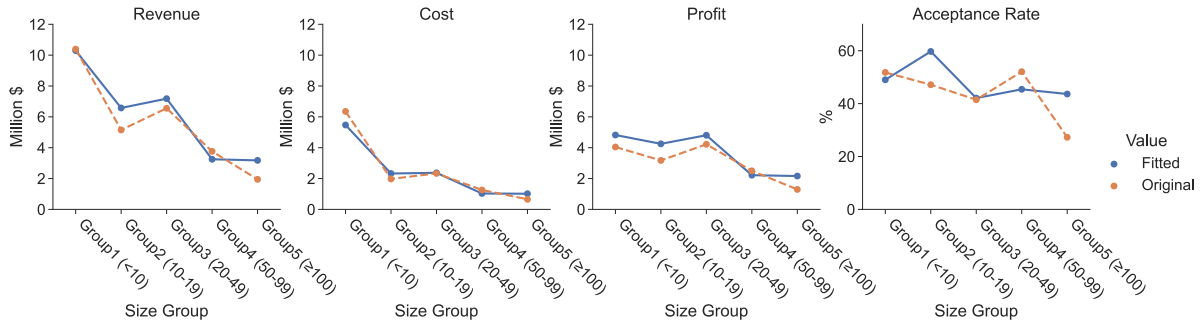 Revenue
Million $
12
10
8
6
4
2
0
Group1 (<10)
Group2 (10-19)
Group3 (20-49)
Group4 (50-99)
Group5 (≥100)
Size Group
Cost
Million $
12
10
8
6
4
2
0
Group1 (<10)
Group2 (10-19)
Group3 (20-49)
Group4 (50-99)
Group5 (≥100)
Size Group
Profit
Million $
12
10
8
6
4
2
0
Group1 (<10)
Group2 (10-19)
Group3 (20-49)
Group4 (50-99)
Group5 (≥100)
Size Group
Acceptance Rate
%
60
40
20
0
Group1 (<10)
Group2 (10-19)
Group3 (20-49)
Group4 (50-99)
Group5 (≥100)
Size Group
Value
Fitted
Original